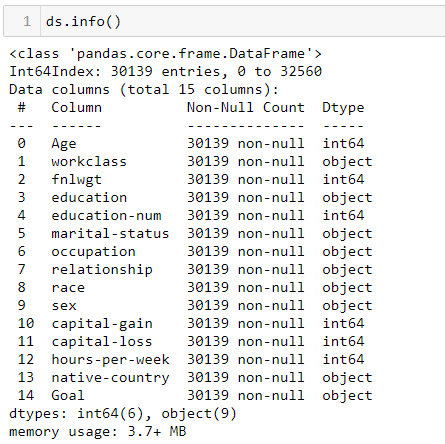 1 ds.info()
<class 'pandas.core.frame.DataFrame'>
Int64Index: 30139 entries, 0 to 32560
Data columns (total 15 columns):
 #   Column          Non-Null Count  Dtype
---  ------          --------------  -----
 0   Age             30139 non-null  int64
 1   workclass       30139 non-null  object
 2   fnlwgt          30139 non-null  int64
 3   education       30139 non-null  object
 4   education-num   30139 non-null  int64
 5   marital-status  30139 non-null  object
 6   occupation      30139 non-null  object
 7   relationship    30139 non-null  object
 8   race            30139 non-null  object
 9   sex             30139 non-null  object
 10  capital-gain    30139 non-null  int64
 11  capital-loss    30139 non-null  int64
 12  hours-per-week  30139 non-null  int64
 13  native-country  30139 non-null  object
 14  Goal            30139 non-null  object
dtypes: int64(6), object(9)
memory usage: 3.7+ MB